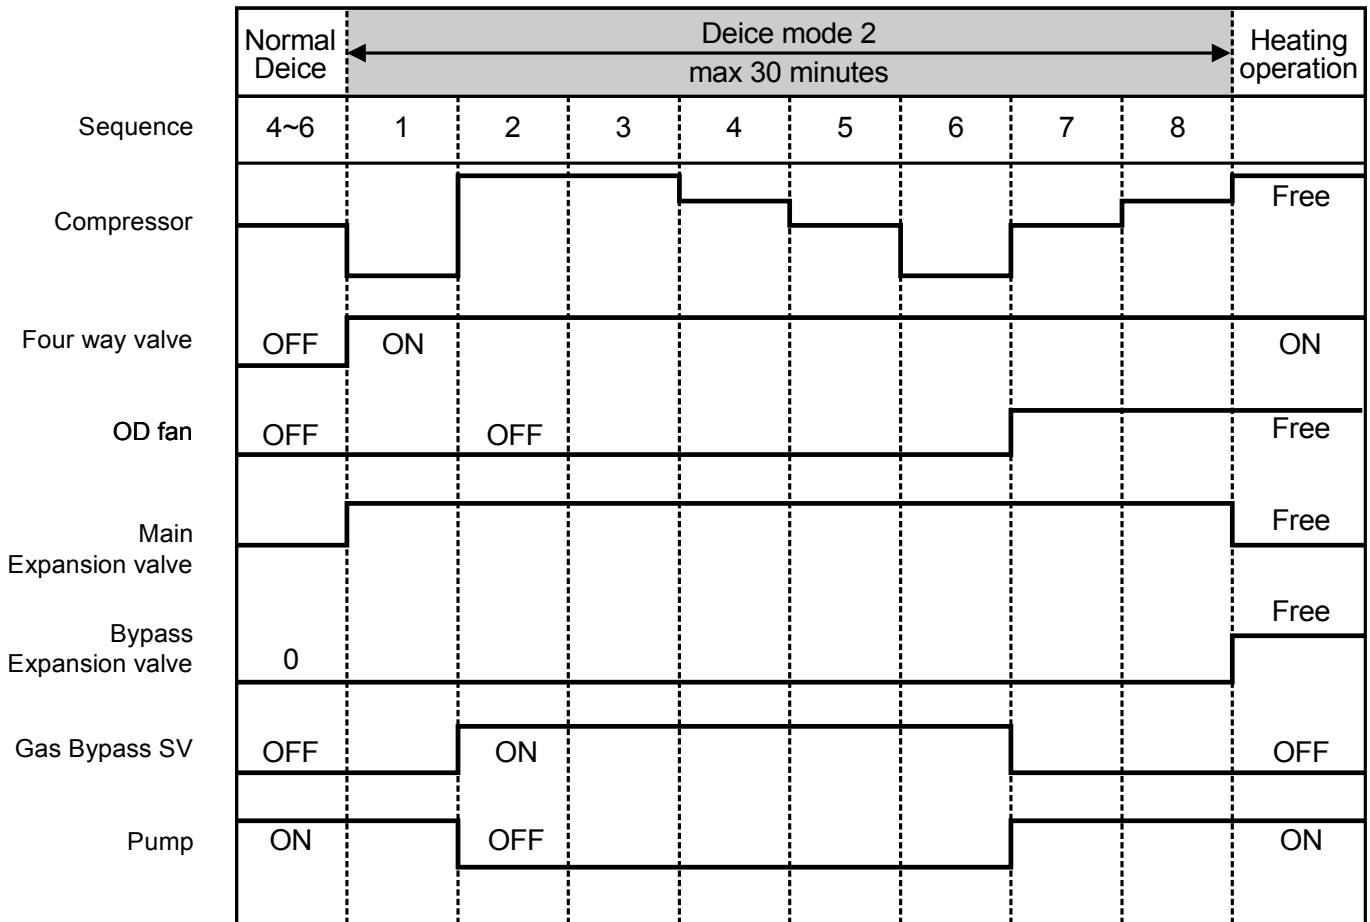 Normal
Deice
Deice mode 2
max 30 minutes
Heating
operation
Sequence 4~6 1 2 3 4 5 6 7 8
Compressor Free
Four way valve OFF ON ON
OD fan OFF OFF Free
Main
Expansion valve
Free
Bypass
Expansion valve
0 Free
Gas Bypass SV OFF ON OFF
Pump ON OFF ON